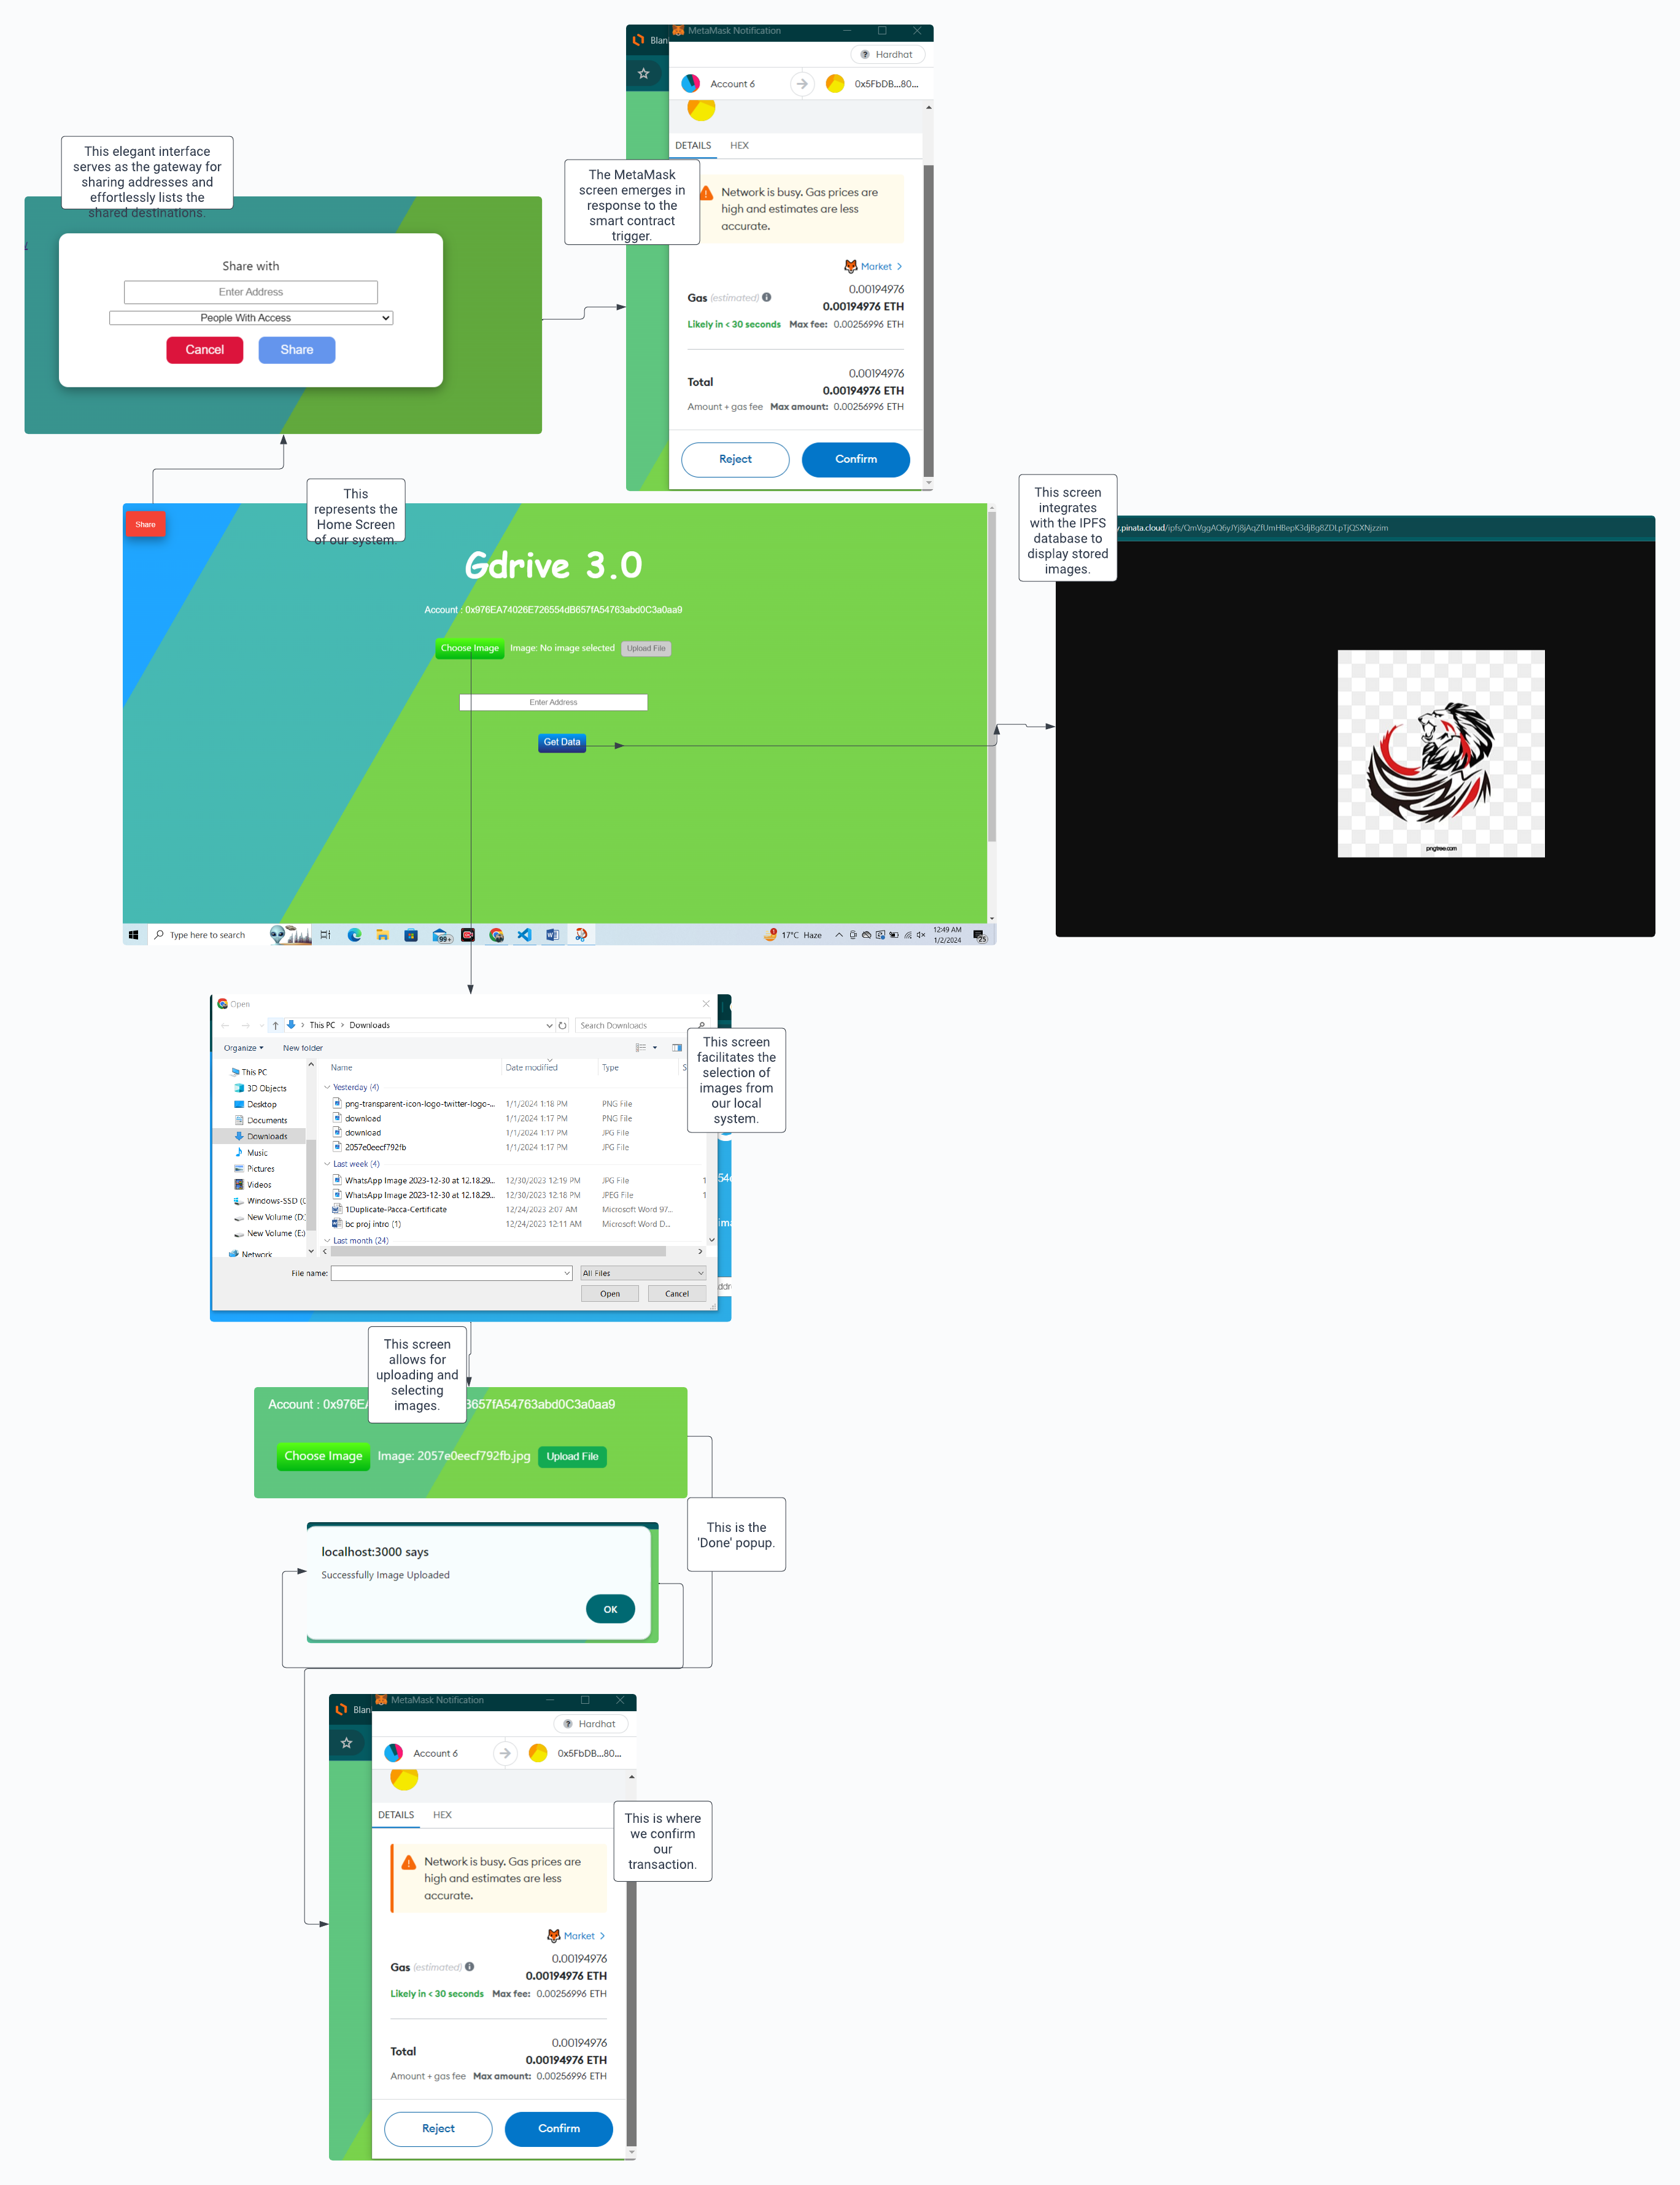 Blan
MetaMask Notification
Hardhat
Account 6
0x5FbDB...80...
DETAILS
HEX
The MetaMask
screen emerges in
response to the
smart contract
trigger.
Network is busy. Gas prices are
high and estimates are less
accurate.
Market >
Gas (estimated)
0.00194976
0.00194976 ETH
Likely in < 30 seconds Max fee: 0.00256996 ETH
Total
0.00194976
0.00194976 ETH
Amount + gas fee Max amount: 0.00256996 ETH
Reject
Confirm
This elegant interface
serves as the gateway for
sharing addresses and
effortlessly lists the
shared destinations.
Share with
Enter Address
People With Access
Cancel
Share
This
represents the
Home Screen
of our system.
Share
Gdrive 3.0
Account : 0x976EA74026E726554dB657fA54763abd0C3a0aa9
Choose Image
Image: No image selected
Upload File
Enter Address
Get Data
Type here to search
99+
17°C Haze
12:49 AM
1/2/2024
25
This screen
integrates
with the IPFS
database to
display stored
images.
.pinata.cloud/ipfs/
pngtree.com
Open
This PC > Downloads
Search Downloads
Organize
New folder
This PC
3D Objects
Desktop
Documents
Downloads
Music
Pictures
Videos
Windows-SSD (C
New Volume (D:
New Volume (E:)
Network
Name Date modified Type S
Yesterday (4)
png-transparent-icon-logo-twitter-logo-... 1/1/2024 1:18 PM PNG File
download 1/1/2024 1:17 PM PNG File
download 1/1/2024 1:17 PM JPG File
2057e0eecf792fb 1/1/2024 1:17 PM JPG File
Last week (4)
WhatsApp Image 2023-12-30 at 12.18.29... 12/30/2023 12:19 PM JPG File 1
WhatsApp Image 2023-12-30 at 12.18.29... 12/30/2023 12:18 PM JPEG File 1
1Duplicate-Pacca-Certificate 12/24/2023 2:07 AM Microsoft Word 97...
bc proj intro (1) 12/24/2023 12:11 AM Microsoft Word D...
Last month (24)
File name:
All Files
Open
Cancel
This screen
facilitates the
selection of
images from
our local
system.
This screen
allows for
uploading and
selecting
images.
Account : 0x976EA
B657fA54763abd0C3a0aa9
Choose Image
Image: 2057e0eecf792fb.jpg
Upload File
This is the
'Done' popup.
localhost:3000 says
Successfully Image Uploaded
OK
Blan
MetaMask Notification
Hardhat
Account 6
0x5FbDB...80...
DETAILS
HEX
This is where
we confirm
our
transaction.
Network is busy. Gas prices are
high and estimates are less
accurate.
Market >
Gas (estimated)
0.00194976
0.00194976 ETH
Likely in < 30 seconds Max fee: 0.00256996 ETH
Total
0.00194976
0.00194976 ETH
Amount + gas fee Max amount: 0.00256996 ETH
Reject
Confirm